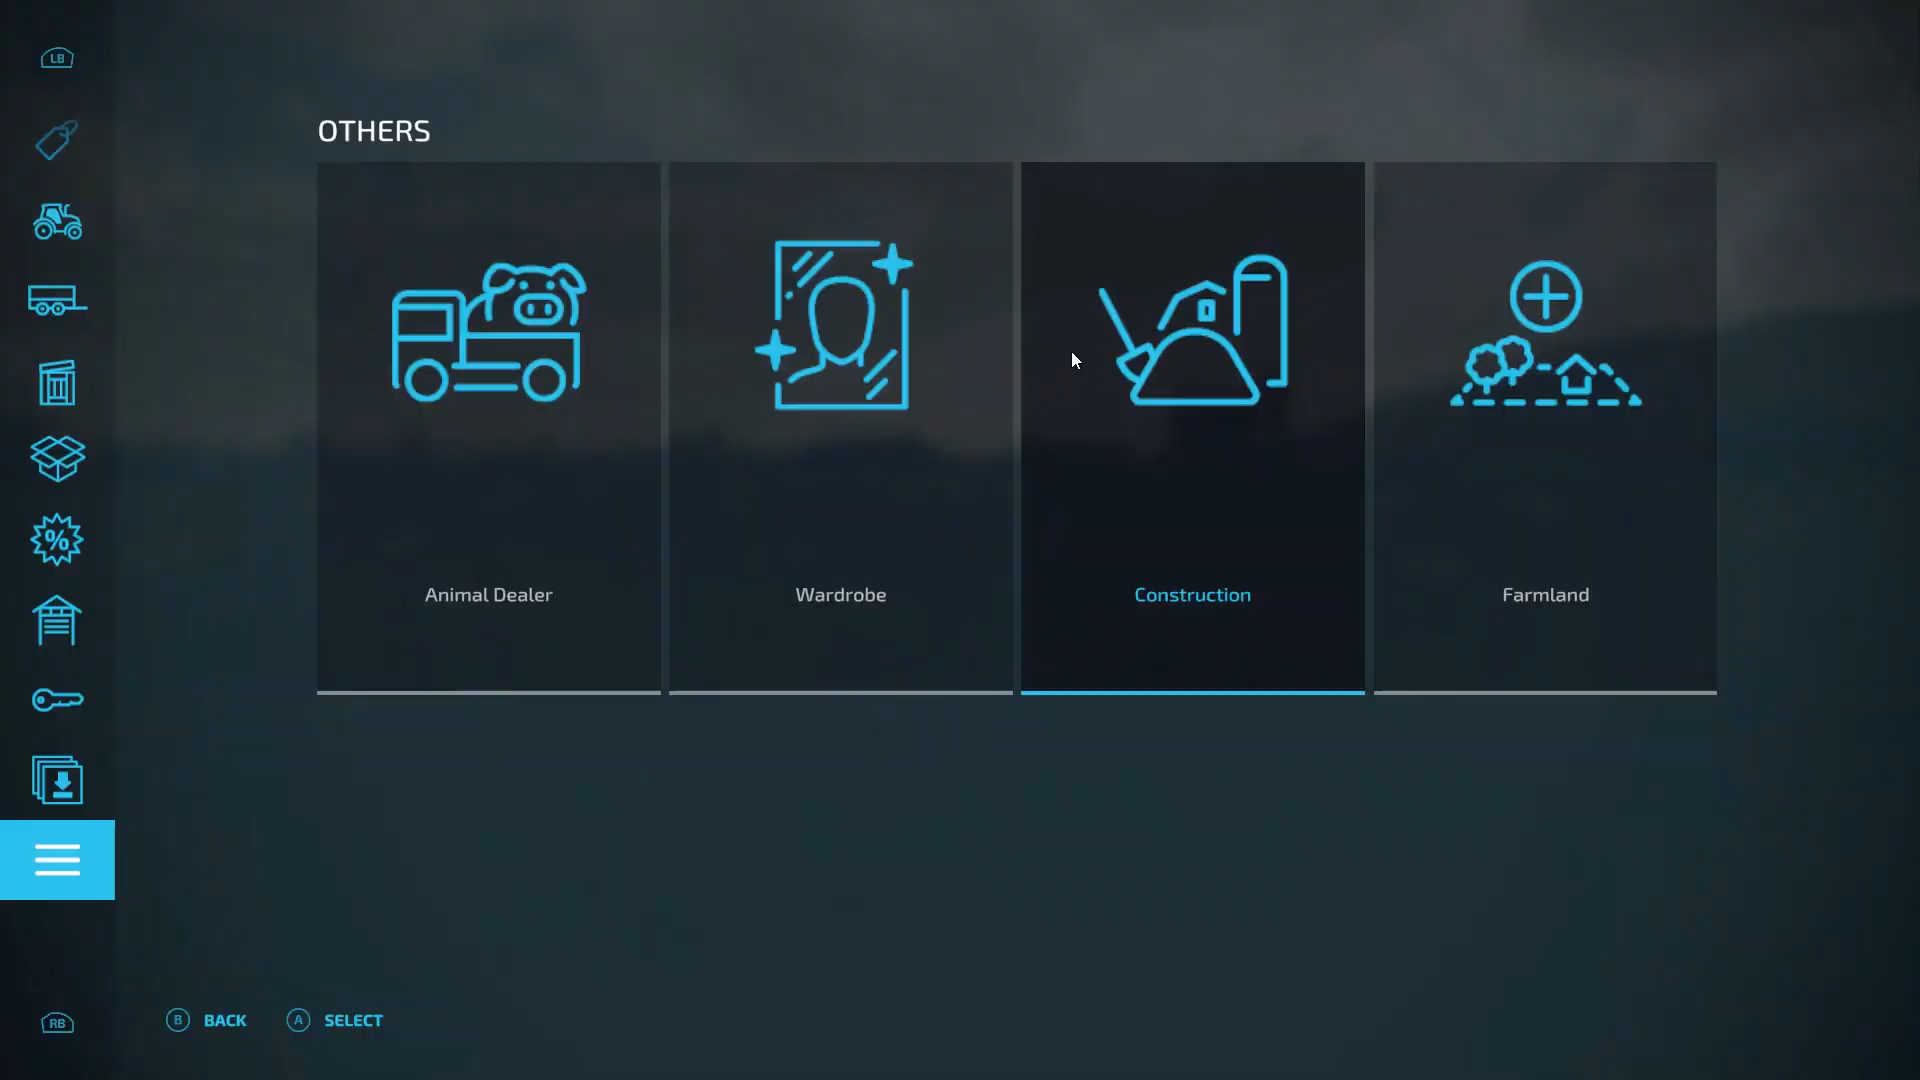 LB
OTHERS
%
Animal Dealer
Wardrobe
Construction
Farmland
RB
B BACK
A SELECT